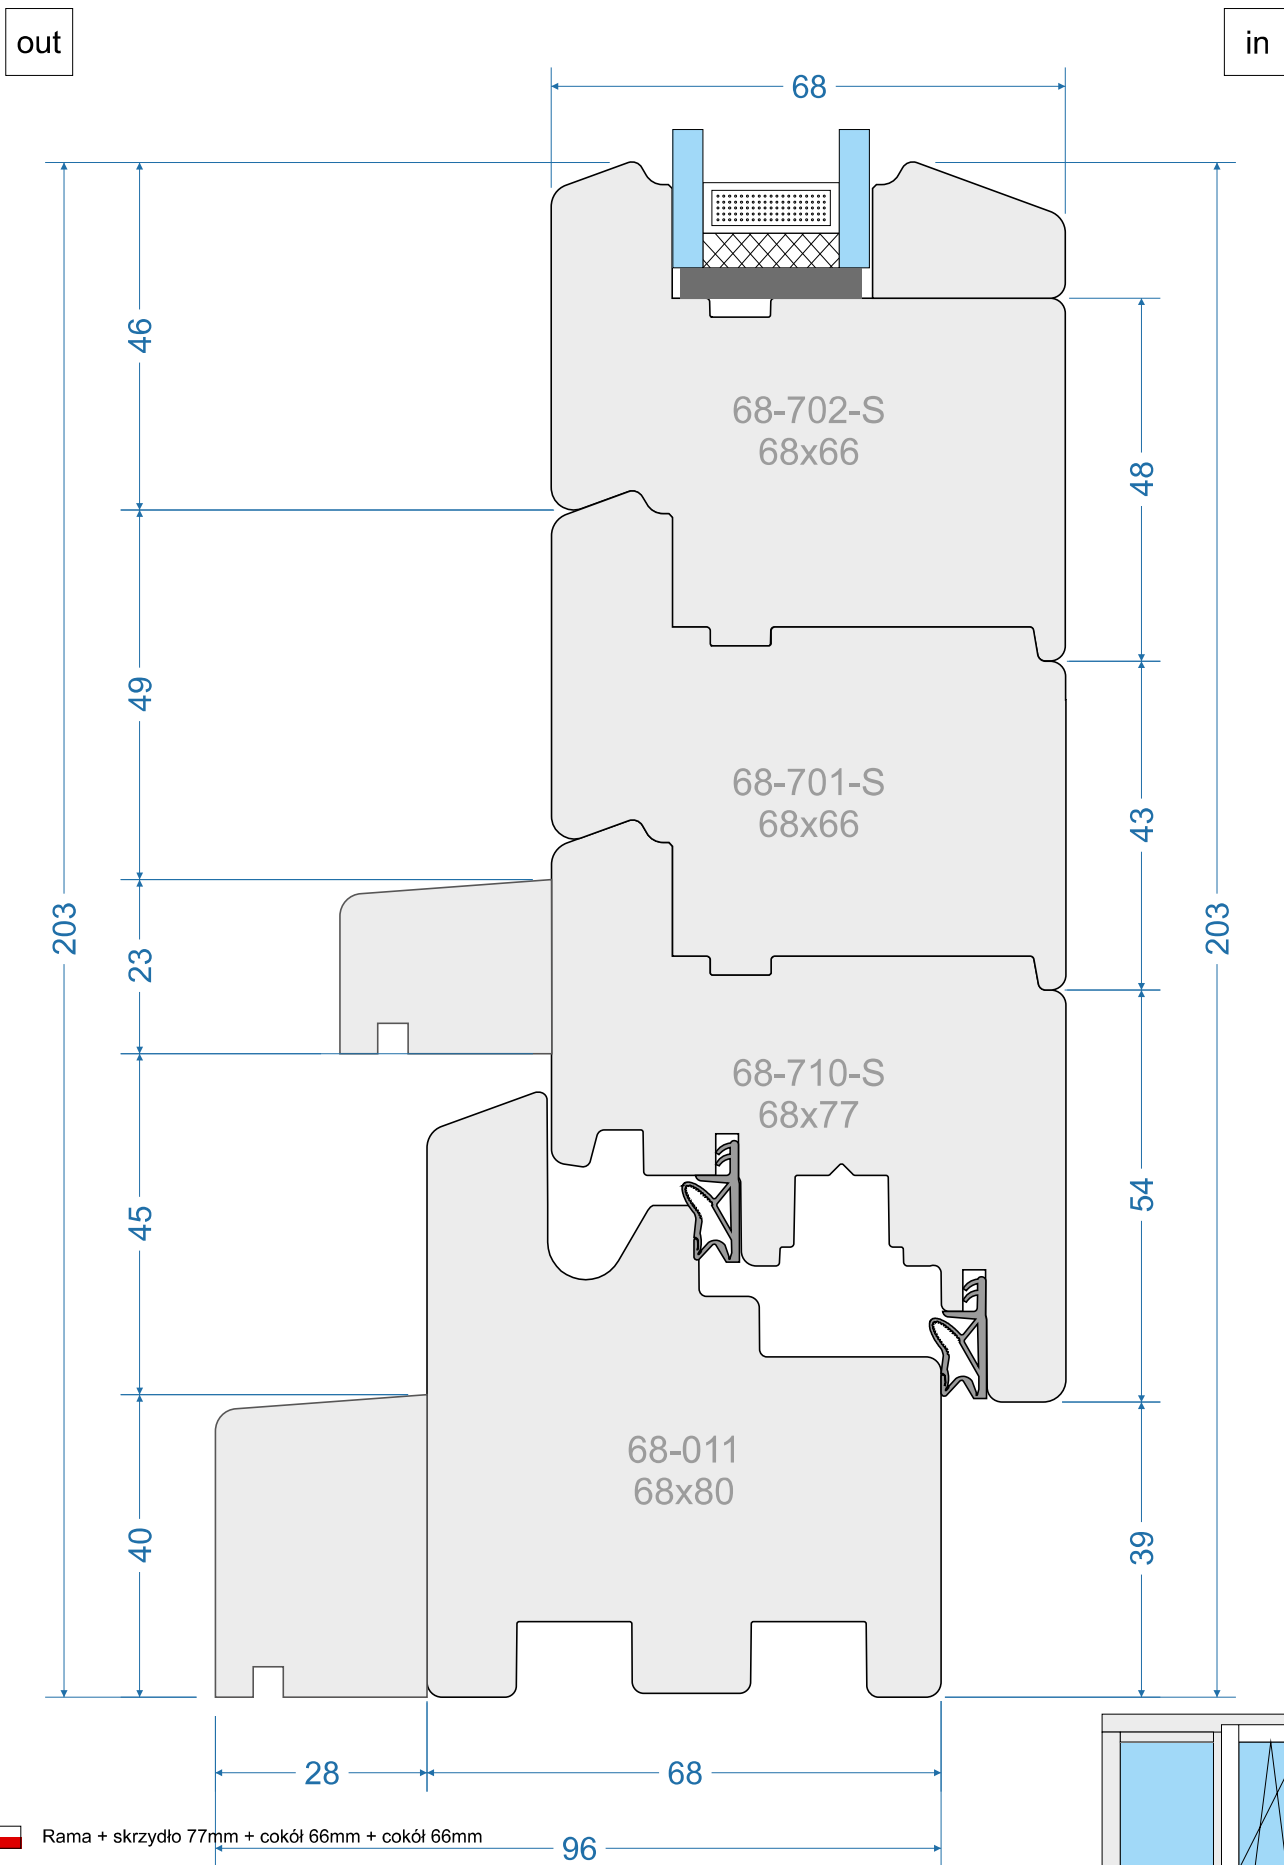 out
in
68
46
68-702-S
68x66
48
49
68-701-S
68x66
43
203
203
23
68-710-S
68x77
45
54
68-011
68x80
40
39
28
68
Rama + skrzydło 77mm + cokół 66mm + cokół 66mm
96